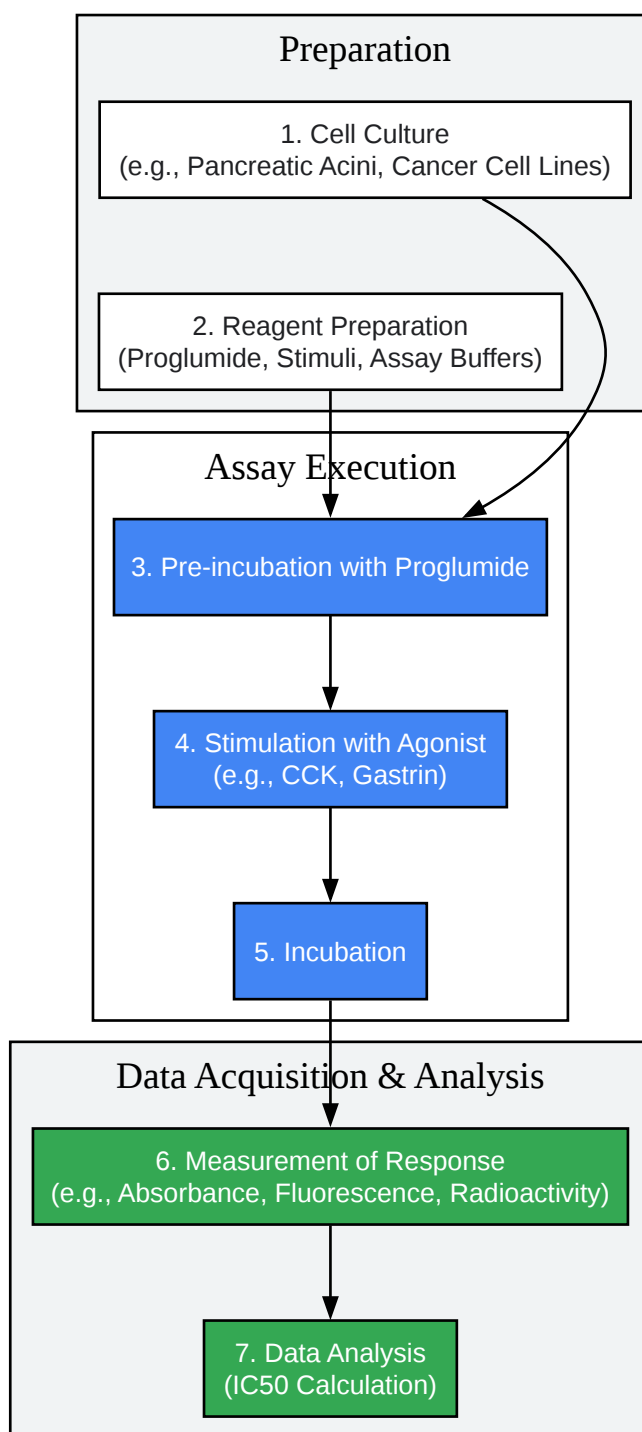 Preparation
1. Cell Culture
(e.g., Pancreatic Acini, Cancer Cell Lines)
2. Reagent Preparation
(Proglumide, Stimuli, Assay Buffers)
Assay Execution
3. Pre-incubation with Proglumide
4. Stimulation with Agonist
(e.g., CCK, Gastrin)
5. Incubation
Data Acquisition & Analysis
6. Measurement of Response
(e.g., Absorbance, Fluorescence, Radioactivity)
7. Data Analysis
(IC50 Calculation)